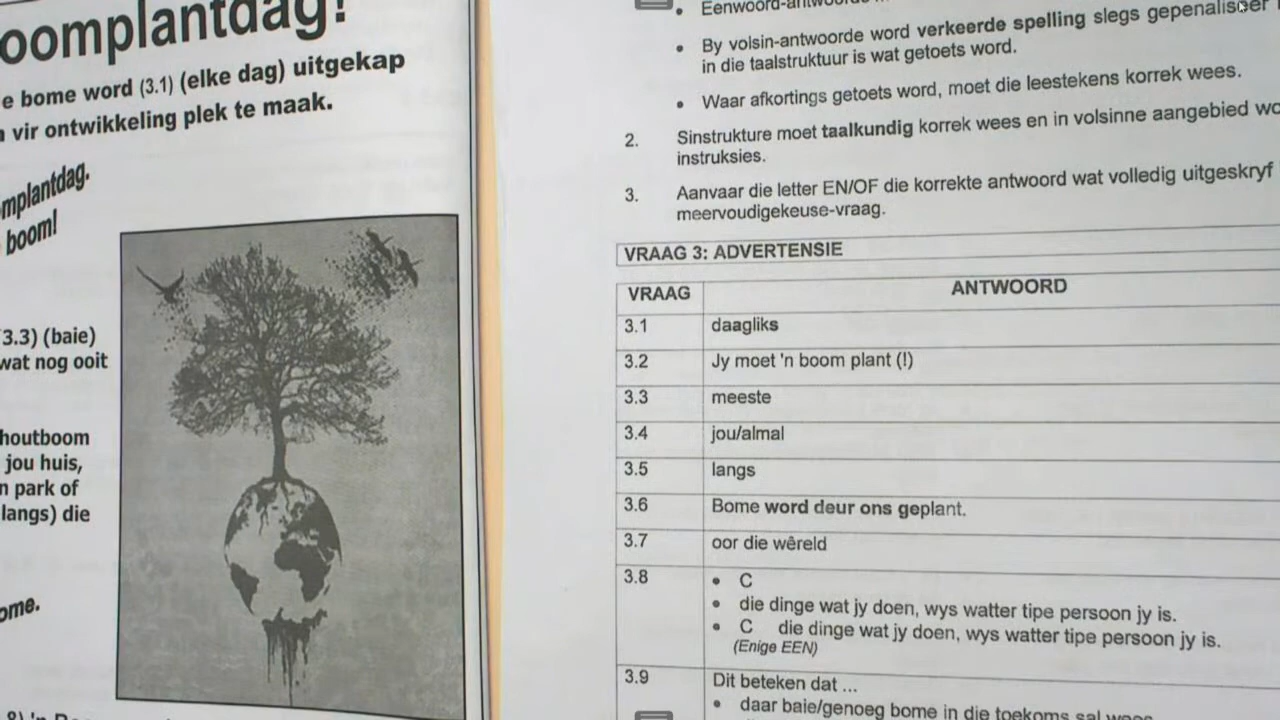 oomplantdag!
e bome word (3.1) (elke dag) uitgekap
vir ontwikkeling plek te maak.
mplantdag.
boom!
3.3) (baie)
wat nog ooit
houtboom
jou huis,
n park of
langs) die
ome.
• Eenwoord-antwoorde
• By volsin-antwoorde word verkeerde spelling slegs gepenaliseer
in die taalstruktuur is wat getoets word.
• Waar afkortings getoets word, moet die leestekens korrek wees.
2. Sinstrukture moet taalkundig korrek wees en in volsinne aangebied wo
instruksies.
3. Aanvaar die letter EN/OF die korrekte antwoord wat volledig uitgeskryf
meervoudigekeuse-vraag.
VRAAG 3: ADVERTENSIE
VRAAG ANTWOORD
3.1 daagliks
3.2 Jy moet 'n boom plant (!)
3.3 meeste
3.4 jou/almal
3.5 langs
3.6 Bome word deur ons geplant.
3.7 oor die wêreld
3.8 • C
• die dinge wat jy doen, wys watter tipe persoon jy is.
• C die dinge wat jy doen, wys watter tipe persoon jy is.
(Enige EEN)
3.9 Dit beteken dat ...
• daar baie/genoeg bome in die toekoms sal wees